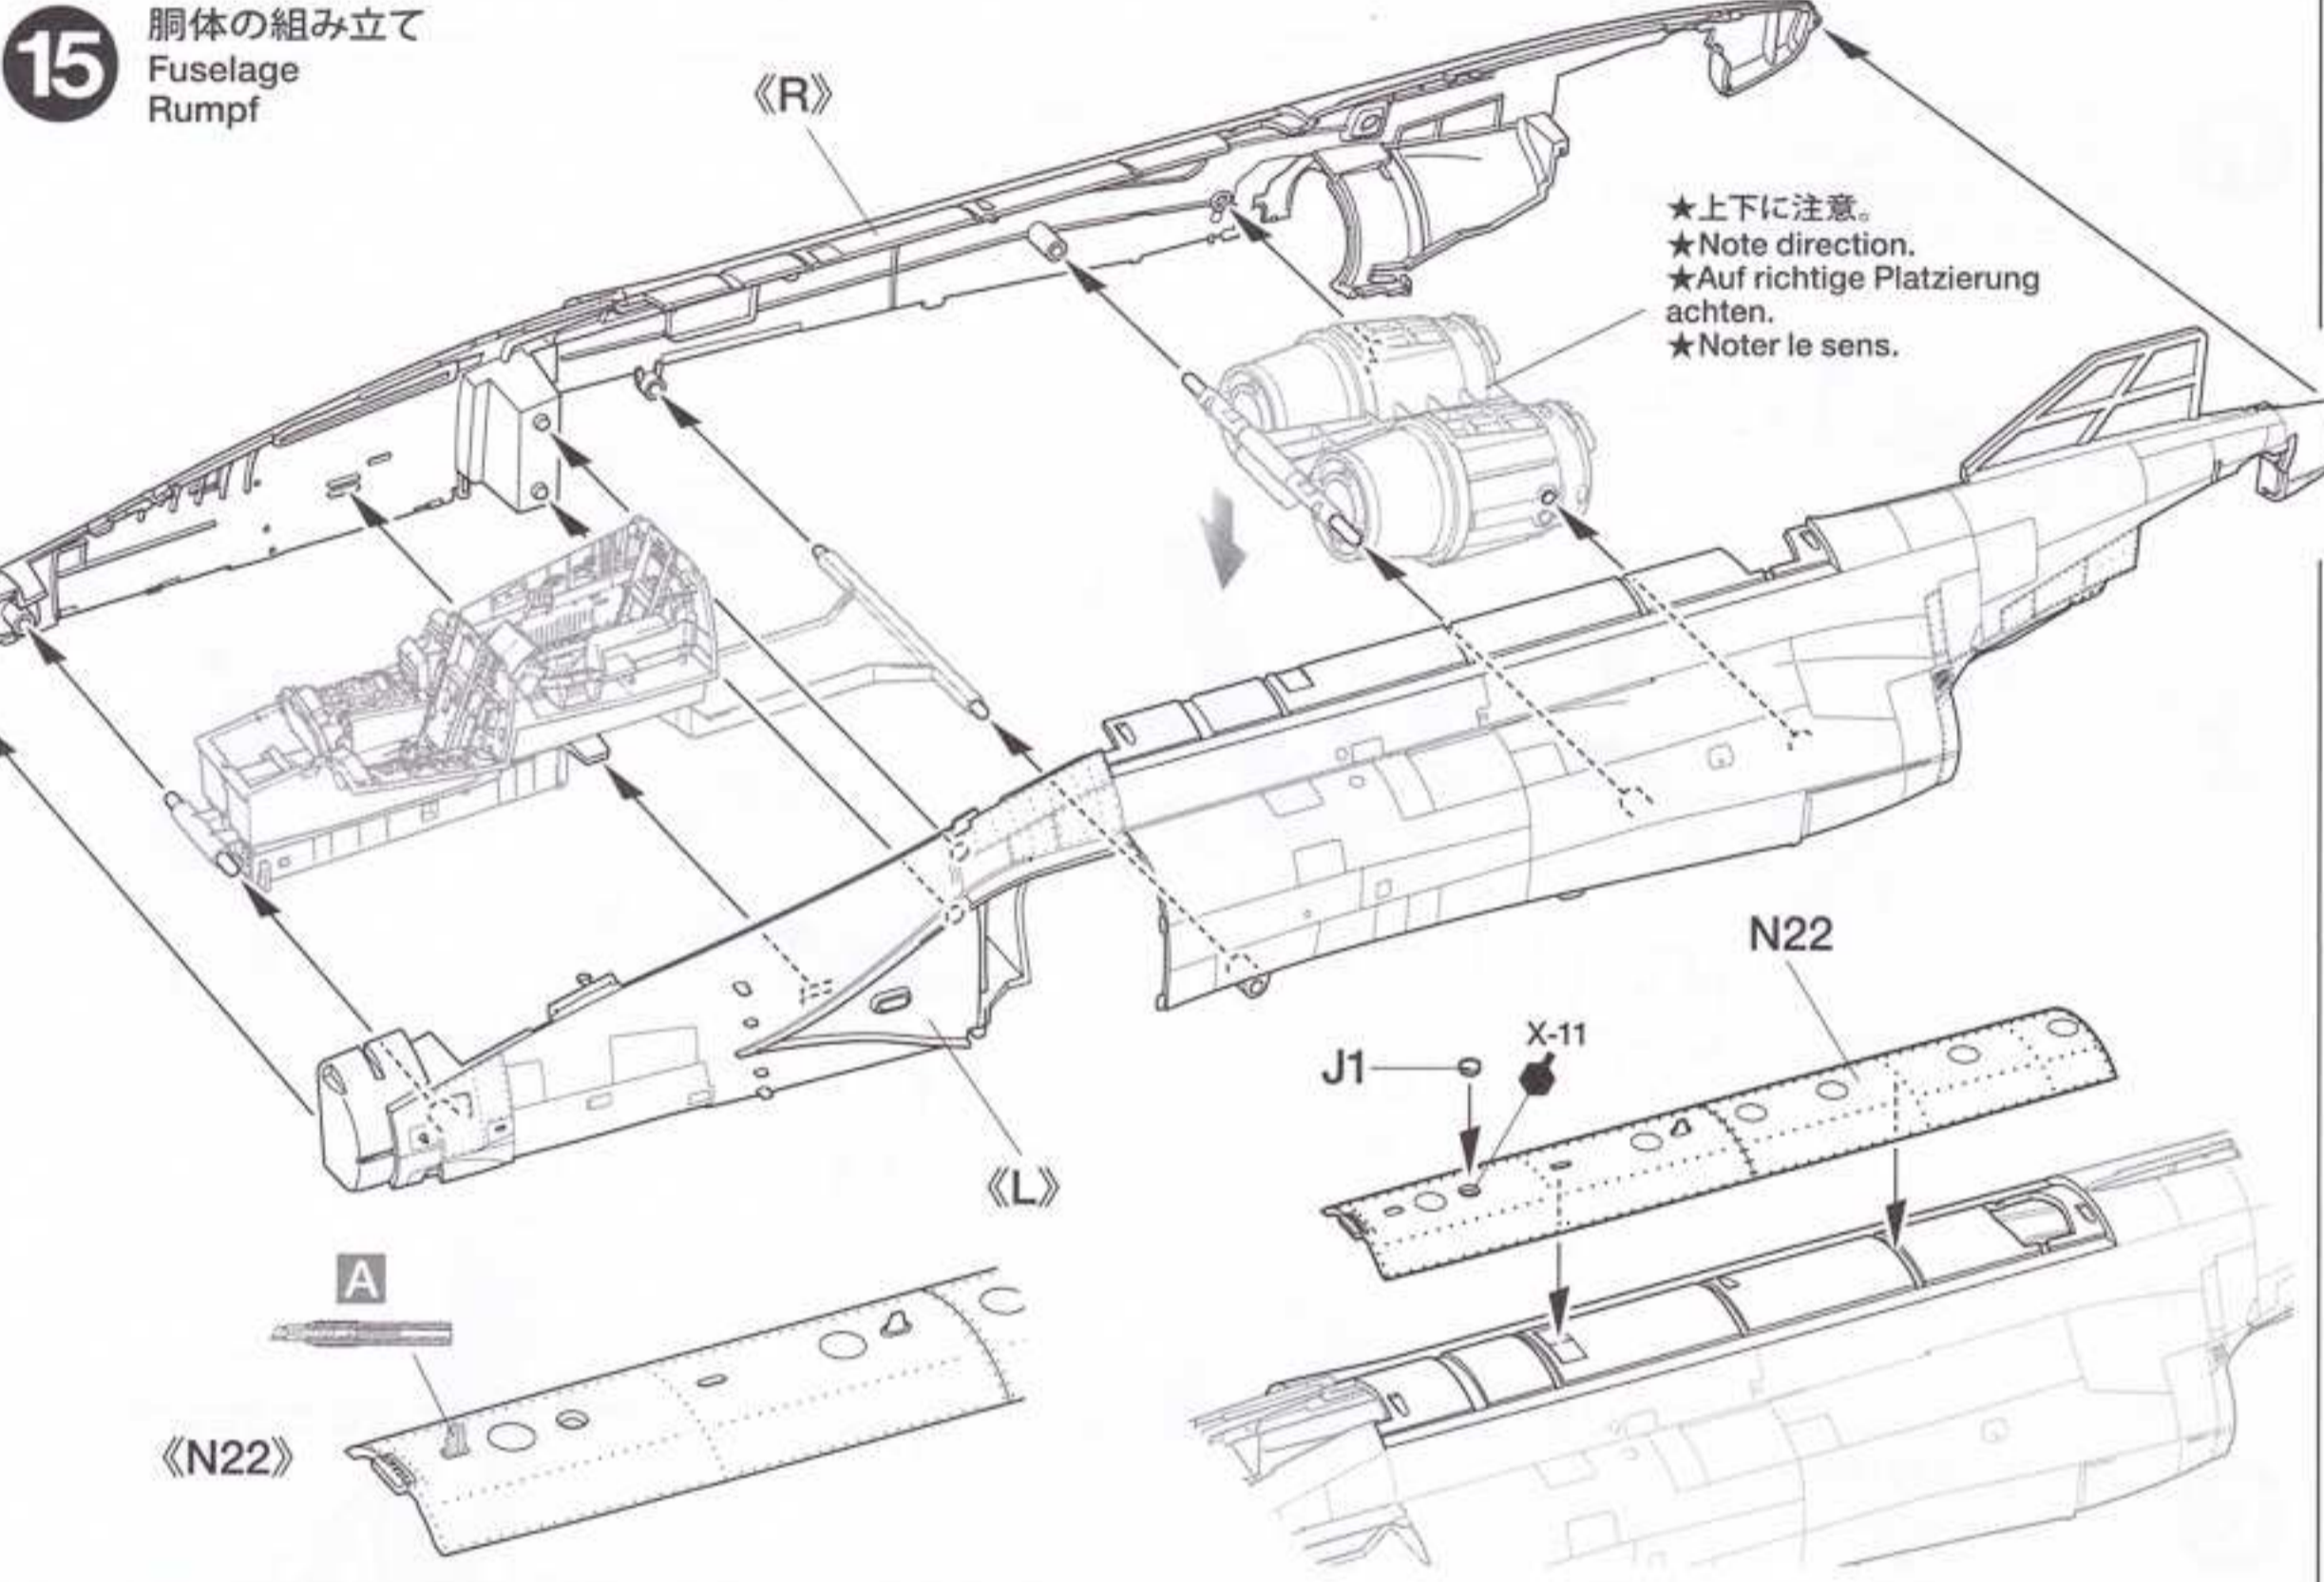 15
胴体の組み立て
Fuselage
Rumpf
《R》
★上下に注意。
★Note direction.
★Auf richtige Platzierung
achten.
★Noter le sens.
N22
J1
X-11
《L》
A
《N22》